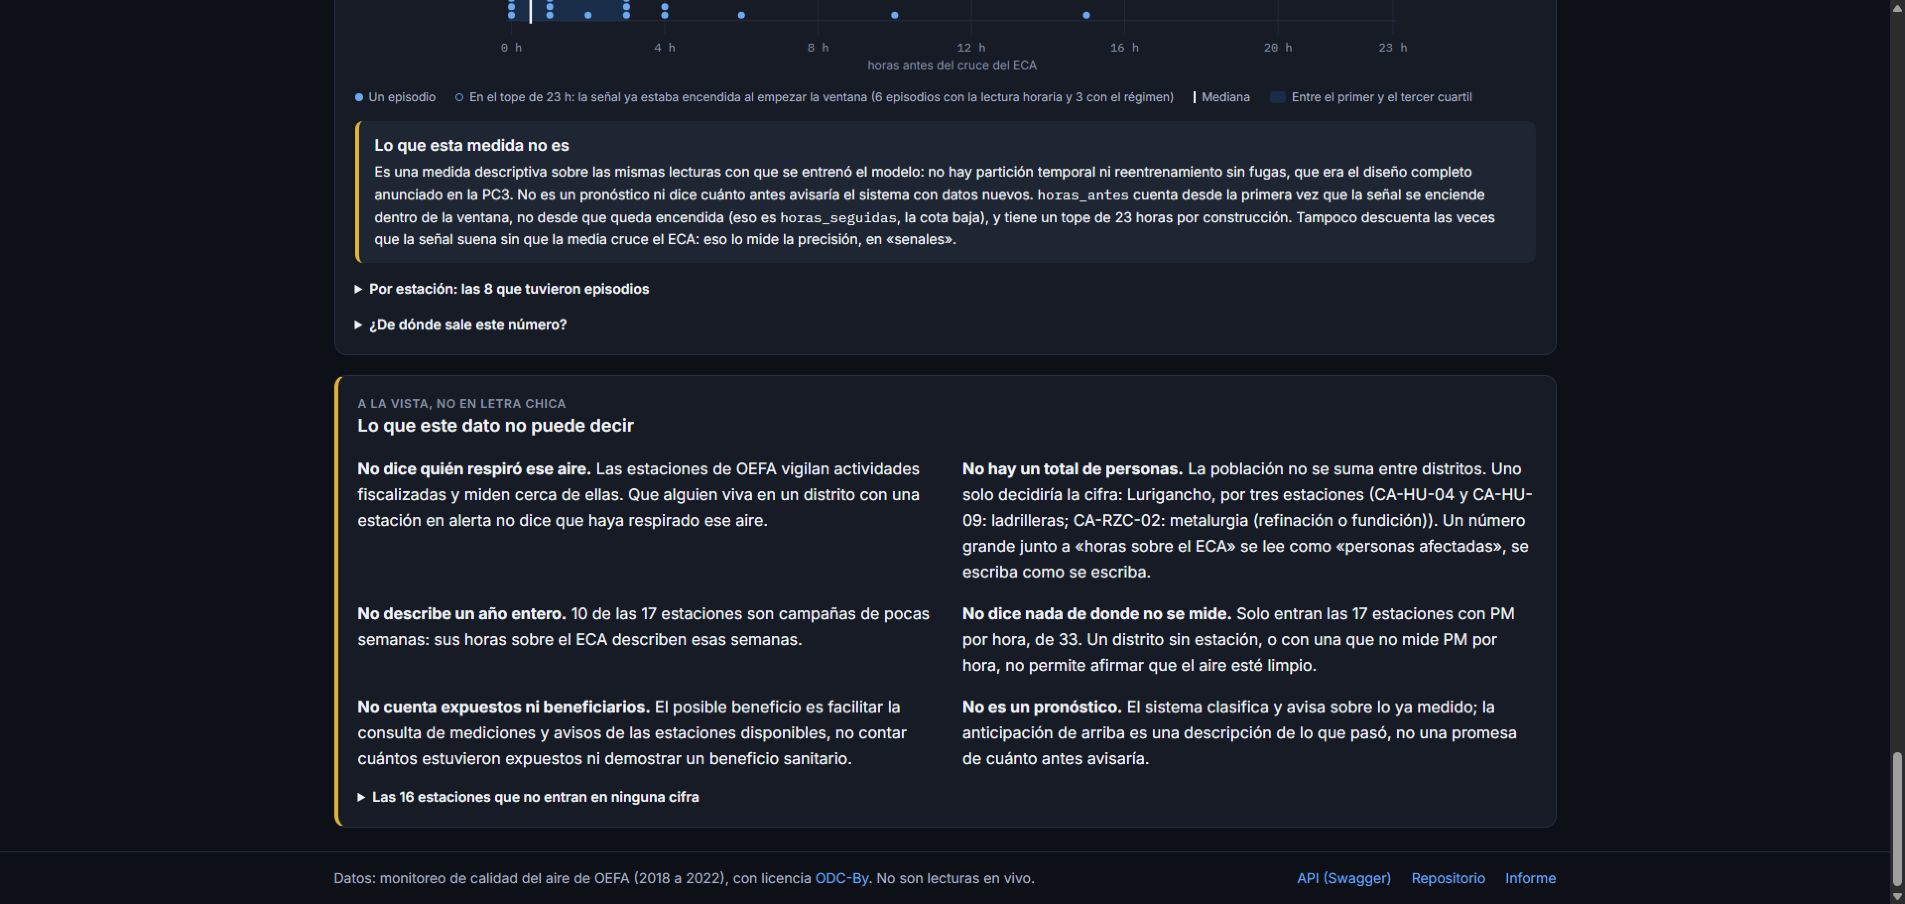 0 h 4 h 8 h 12 h 16 h 20 h 23 h
horas antes del cruce del ECA
Un episodio En el tope de 23 h: la señal ya estaba encendida al empezar la ventana (6 episodios con la lectura horaria y 3 con el régimen) Mediana Entre el primer y el tercer cuartil
Lo que esta medida no es
Es una medida descriptiva sobre las mismas lecturas con que se entrenó el modelo: no hay partición temporal ni reentrenamiento sin fugas, que era el diseño completo
anunciado en la PC3. No es un pronóstico ni dice cuánto antes avisaría el sistema con datos nuevos. horas_antes cuenta desde la primera vez que la señal se enciende
dentro de la ventana, no desde que queda encendida (eso es horas_seguidas, la cota baja), y tiene un tope de 23 horas por construcción. Tampoco descuenta las veces
que la señal suena sin que la media cruce el ECA: eso lo mide la precisión, en «senales».
Por estación: las 8 que tuvieron episodios
¿De dónde sale este número?
A LA VISTA, NO EN LETRA CHICA
Lo que este dato no puede decir
No dice quién respiró ese aire. Las estaciones de OEFA vigilan actividades
fiscalizadas y miden cerca de ellas. Que alguien viva en un distrito con una
estación en alerta no dice que haya respirado ese aire.
No hay un total de personas. La población no se suma entre distritos. Uno
solo decidiría la cifra: Lurigancho, por tres estaciones (CA-HU-04 y CA-HU-
09: ladrilleras; CA-RZC-02: metalurgia (refinación o fundición)). Un número
grande junto a «horas sobre el ECA» se lee como «personas afectadas», se
escriba como se escriba.
No describe un año entero. 10 de las 17 estaciones son campañas de pocas
semanas: sus horas sobre el ECA describen esas semanas.
No dice nada de donde no se mide. Solo entran las 17 estaciones con PM
por hora, de 33. Un distrito sin estación, o con una que no mide PM por
hora, no permite afirmar que el aire esté limpio.
No cuenta expuestos ni beneficiarios. El posible beneficio es facilitar la
consulta de mediciones y avisos de las estaciones disponibles, no contar
cuántos estuvieron expuestos ni demostrar un beneficio sanitario.
No es un pronóstico. El sistema clasifica y avisa sobre lo ya medido; la
anticipación de arriba es una descripción de lo que pasó, no una promesa
de cuánto antes avisaría.
Las 16 estaciones que no entran en ninguna cifra
Datos: monitoreo de calidad del aire de OEFA (2018 a 2022), con licencia ODC-By. No son lecturas en vivo.
API (Swagger) Repositorio Informe